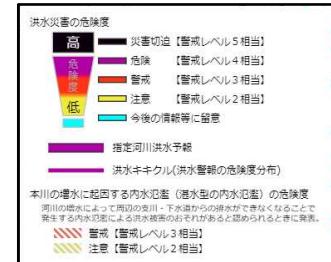 洪水災害の危険度
高
危険度
低
災害切迫【警戒レベル5相当】
危険 【警戒レベル4相当】
警戒 【警戒レベル3相当】
注意 【警戒レベル2相当】
今後の情報等に留意
指定河川洪水予報
洪水キキクル(洪水警報の危険度分布)
本川の増水に起因する内水氾濫(湛水型の内水氾濫)の危険度
河川の増水によって周辺の支川・下水道からの排水ができなくなることで
発生する内水氾濫による洪水被害のおそれがあると認められるときに発表。
警戒【警戒レベル3相当】
注意【警戒レベル2相当】